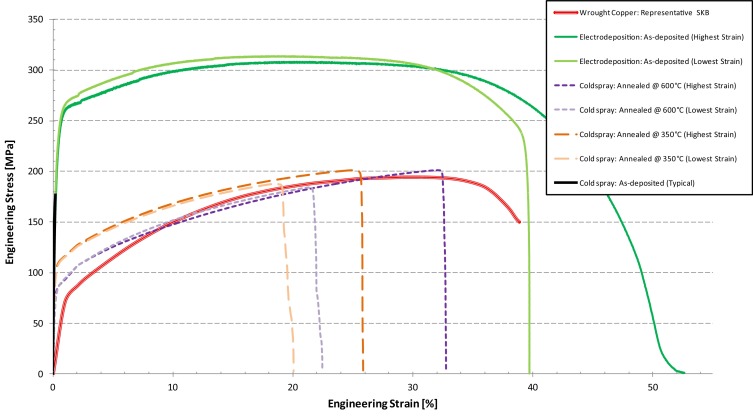 350
300
250
200
150
100
50
0
Engineering Stress [MPa]
0
10
20
30
40
50
Engineering Strain [%]
Wrought Copper: Representative SKB
Electrodeposition: As-deposited (Highest Strain)
Electrodeposition: As-deposited (Lowest Strain)
Coldspray: Annealed @ 600°C (Highest Strain)
Cold spray: Annealed @ 600°C (Lowest Strain)
Coldspray: Annealed @ 350°C (Highest Strain)
Cold spray: Annealed @ 350°C (Lowest Strain)
Cold spray: As-deposited (Typical)